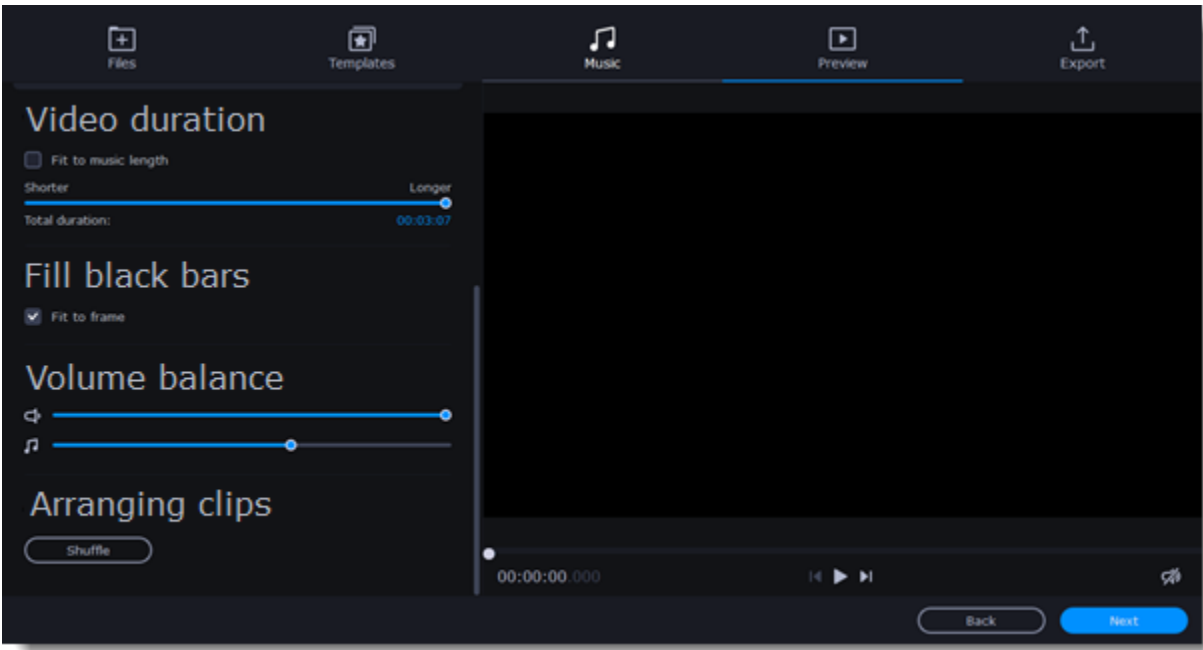 Files
Templates
Music
Preview
Export
Video duration
Fit to music length
Shorter Longer
Total duration: 00:03:07
Fill black bars
Fit to frame
Volume balance
Arranging clips
Shuffle
00:00:00.000
Back
Next